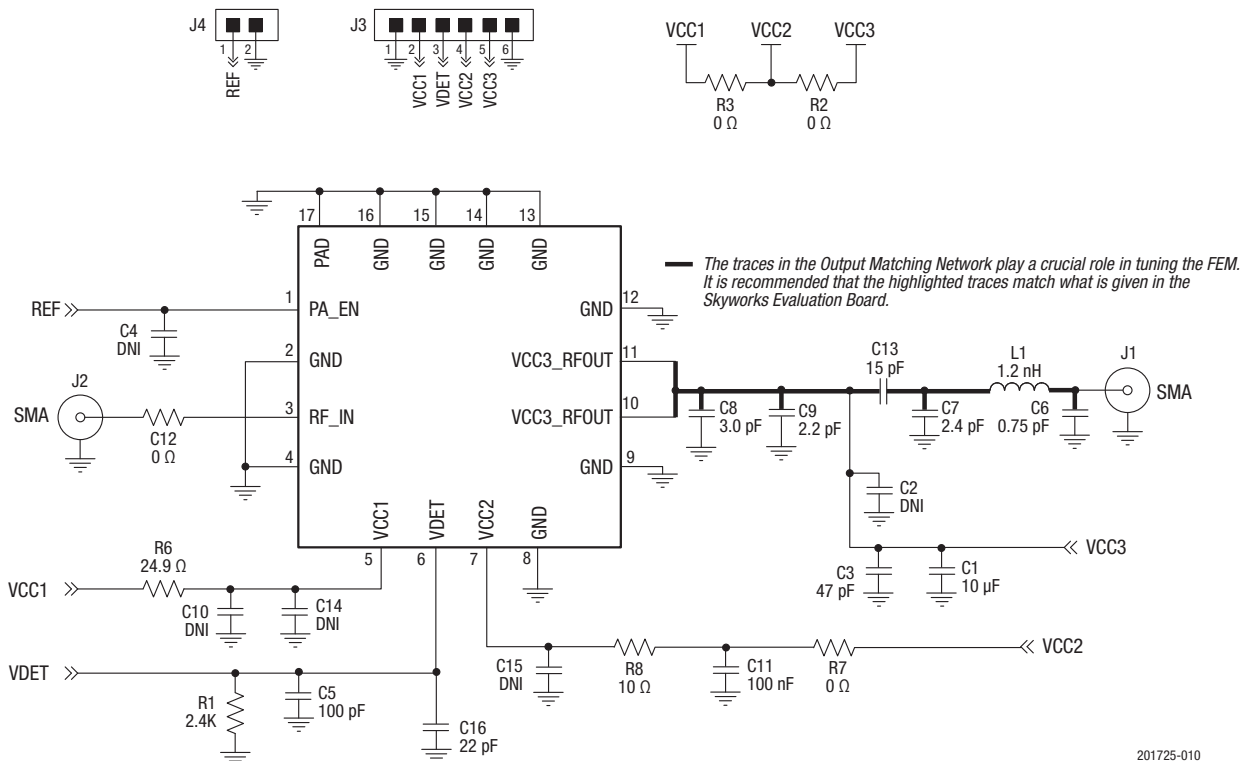 J4
1 2
REF
J3
1 2 3 4 5 6
VCC1
VDET
VCC2
VCC3
VCC1 VCC2 VCC3
R3
0 Ω
R2
0 Ω
17 16 15 14 13
PAD
GND
GND
GND
GND
The traces in the Output Matching Network play a crucial role in tuning the FEM.
It is recommended that the highlighted traces match what is given in the
Skyworks Evaluation Board.
REF
C4
DNI
1 PA_EN
2 GND
J2
SMA
C12
0 Ω
3 RF_IN
4 GND
GND 12
VCC3_RFOUT 11
VCC3_RFOUT 10
GND 9
C8
3.0 pF
C9
2.2 pF
C13
15 pF
C7
2.4 pF
L1
1.2 nH
C6
0.75 pF
J1
SMA
C2
DNI
VCC1
VDET
VCC2
GND
5 6 7 8
VCC3
C3
47 pF
C1
10 µF
VCC1
R6
24.9 Ω
C10
DNI
C14
DNI
VDET
R1
2.4K
C5
100 pF
C16
22 pF
C15
DNI
R8
10 Ω
C11
100 nF
R7
0 Ω
VCC2
201725-010